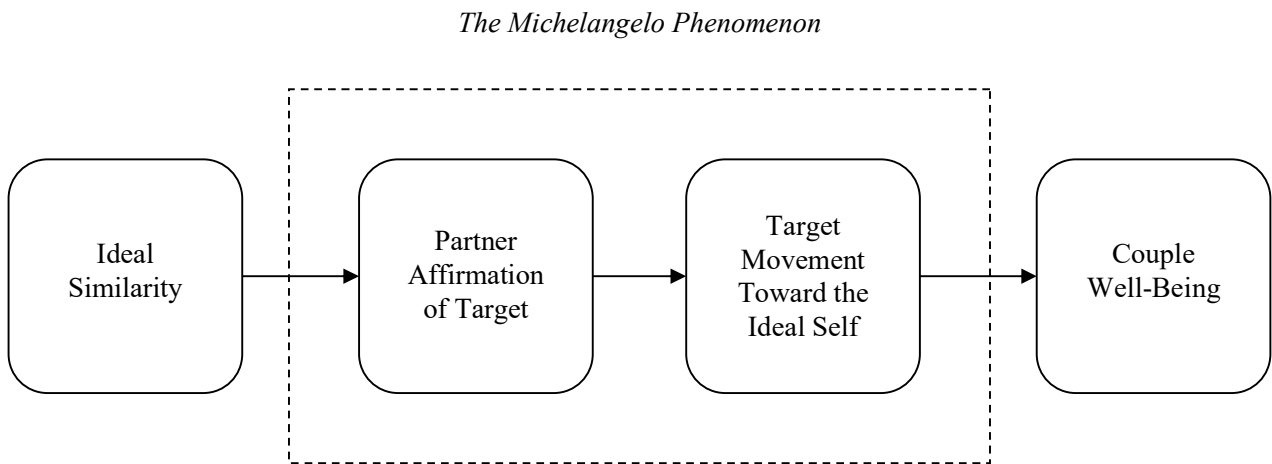 The Michelangelo Phenomenon
Ideal
Similarity
Partner
Affirmation
of Target
Target
Movement
Toward the
Ideal Self
Couple
Well-Being